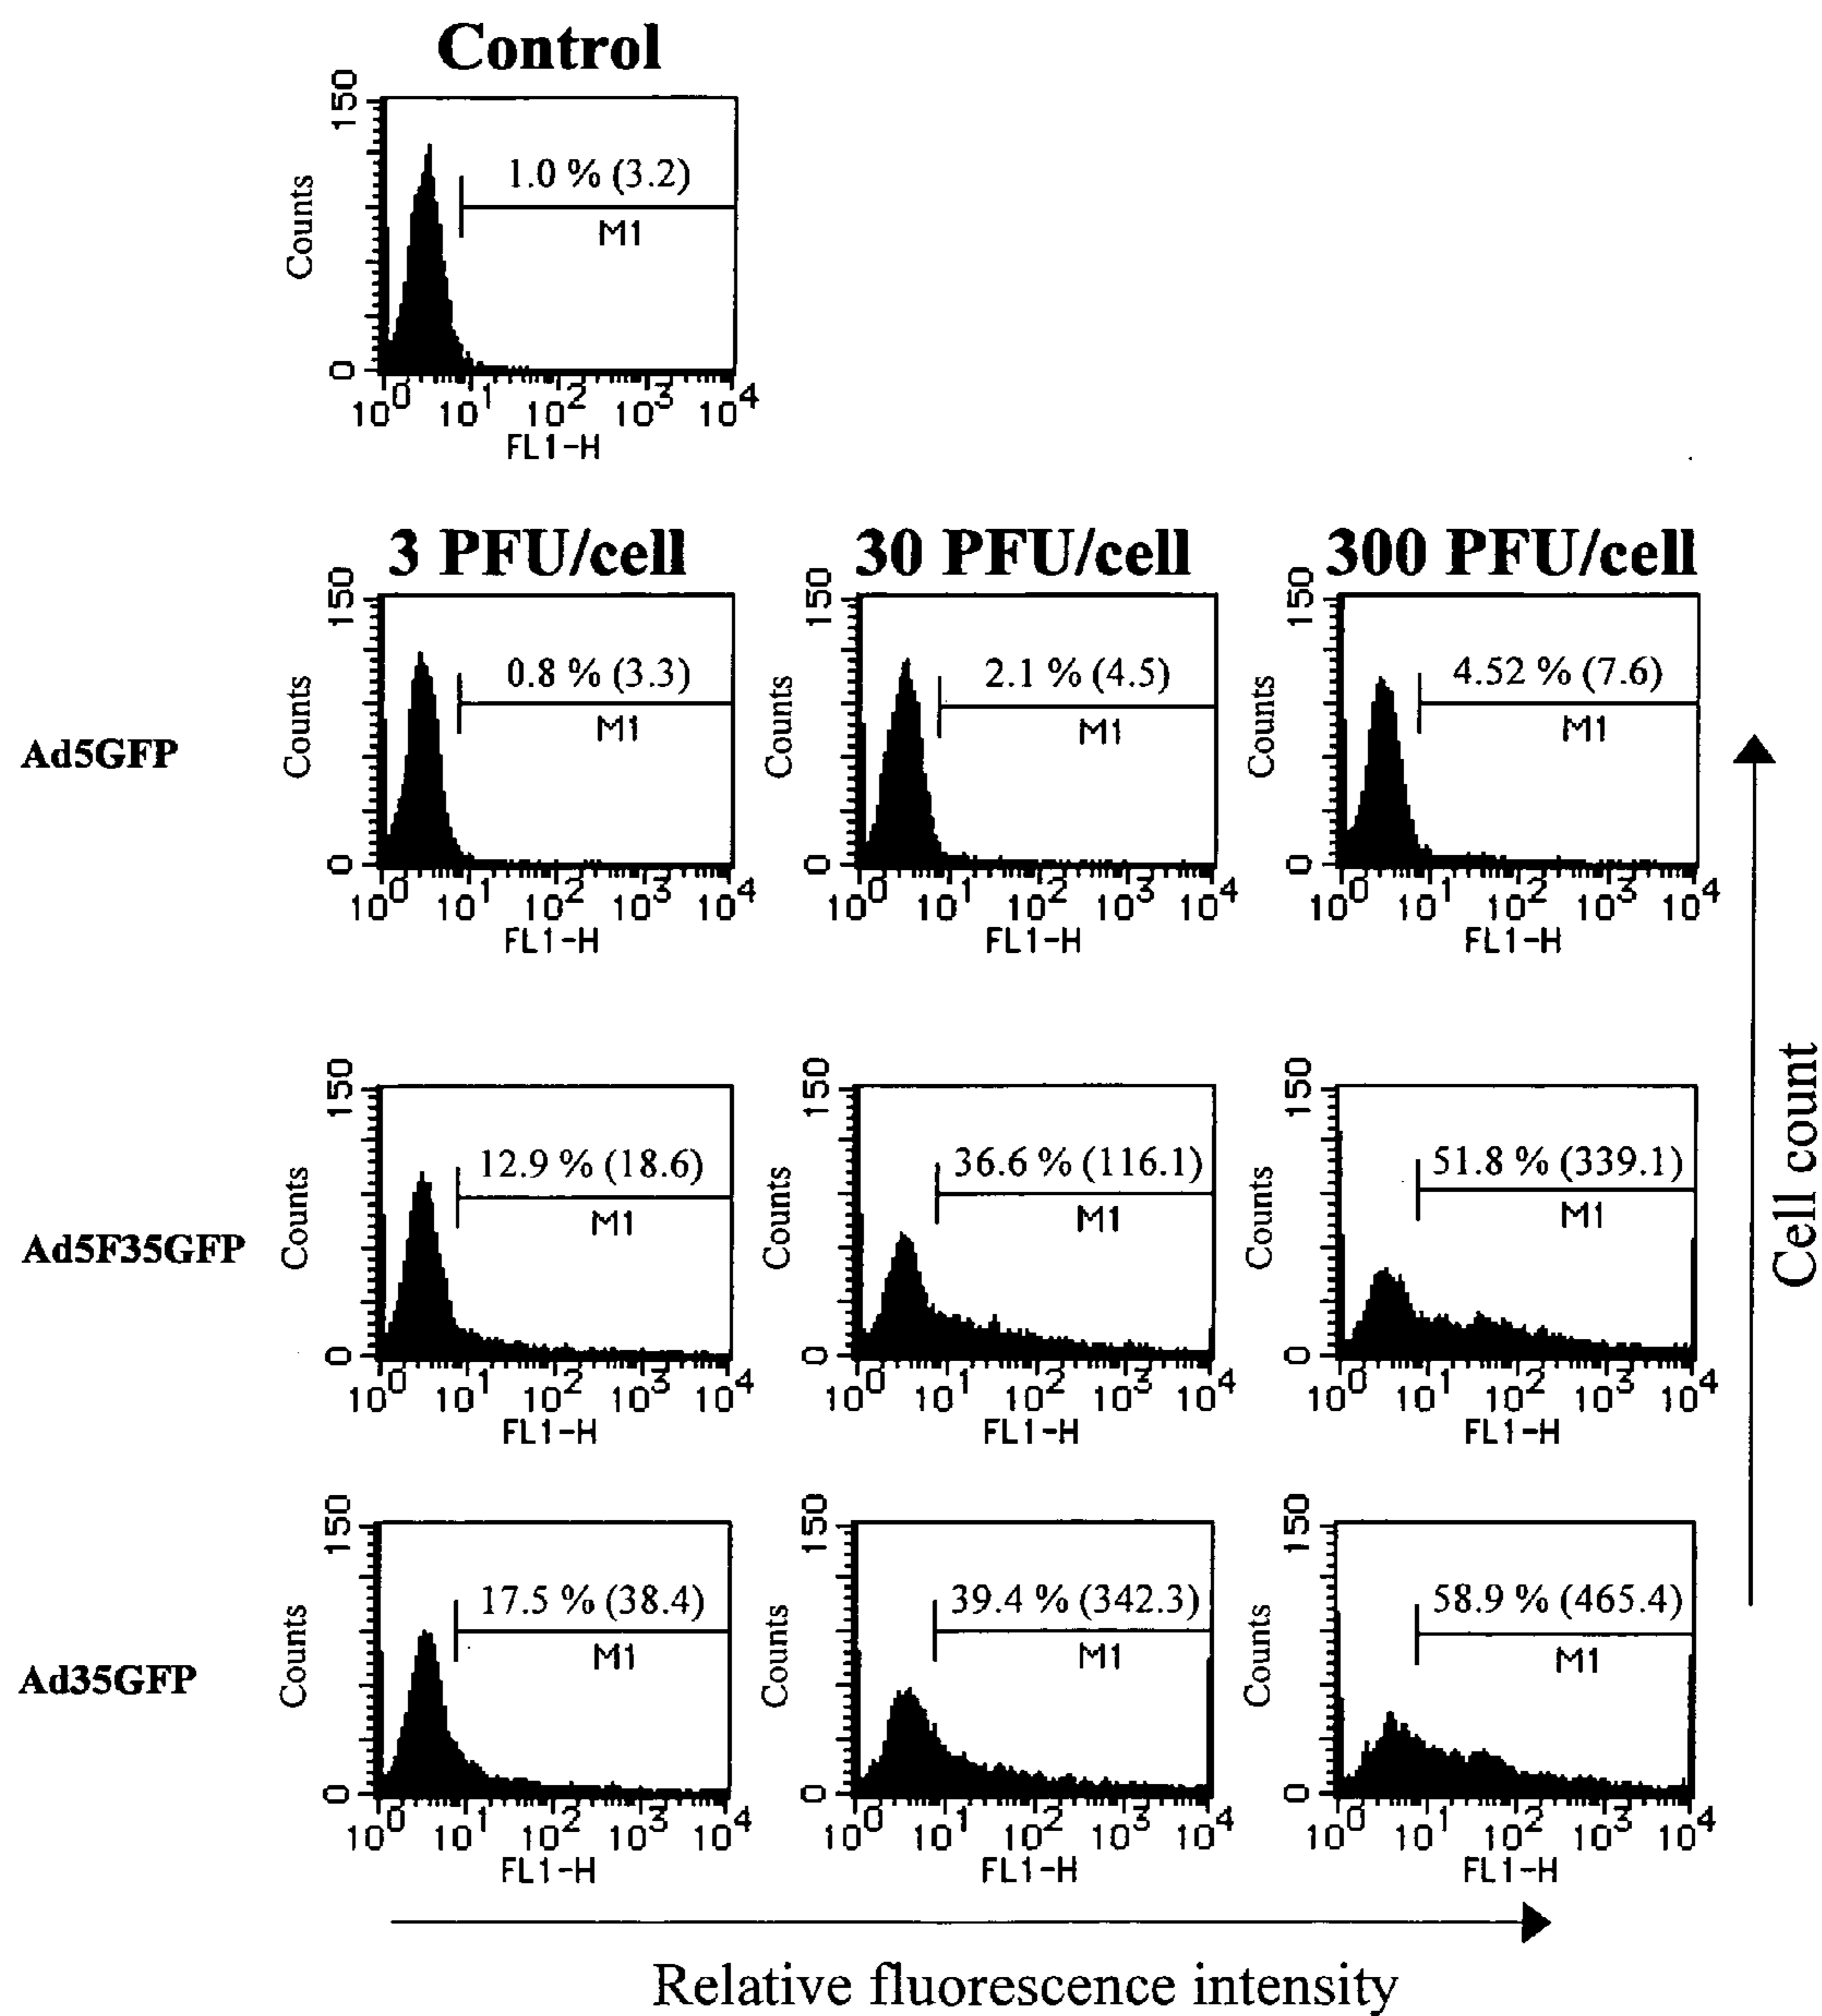 Control
150
Counts
1.0 % (3.2)
M1
0
10^0 10^1 10^2 10^3 10^4
FL1-H
3 PFU/cell 30 PFU/cell 300 PFU/cell
Ad5GFP
150
Counts
0.8 % (3.3)
M1
0
10^0 10^1 10^2 10^3 10^4
FL1-H
150
Counts
2.1 % (4.5)
M1
0
10^0 10^1 10^2 10^3 10^4
FL1-H
150
Counts
4.52 % (7.6)
M1
0
10^0 10^1 10^2 10^3 10^4
FL1-H
Ad5F35GFP
150
Counts
12.9 % (18.6)
M1
0
10^0 10^1 10^2 10^3 10^4
FL1-H
150
Counts
36.6 % (116.1)
M1
0
10^0 10^1 10^2 10^3 10^4
FL1-H
150
Counts
51.8 % (339.1)
M1
0
10^0 10^1 10^2 10^3 10^4
FL1-H
Ad35GFP
150
Counts
17.5 % (38.4)
M1
0
10^0 10^1 10^2 10^3 10^4
FL1-H
150
Counts
39.4 % (342.3)
M1
0
10^0 10^1 10^2 10^3 10^4
FL1-H
150
Counts
58.9 % (465.4)
M1
0
10^0 10^1 10^2 10^3 10^4
FL1-H
Cell count
Relative fluorescence intensity